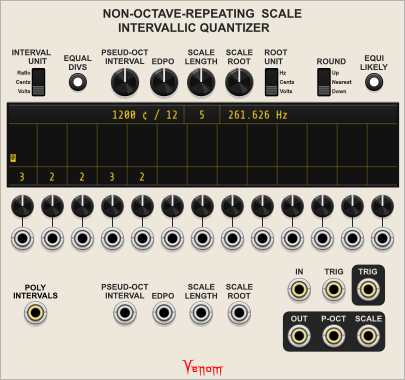 NON-OCTAVE-REPEATING SCALE
INTERVALLIC QUANTIZER
INTERVAL UNIT
Ratio
Cents
Volts
EQUAL DIVS
PSEUD-OCT INTERVAL
EDPO
SCALE LENGTH
SCALE ROOT
ROOT UNIT
Hz
Cents
Volts
ROUND
Up
Nearest
Down
EQUI LIKELY
1200 ¢ / 12 5 261.626 Hz
0
3 2 2 3 2
POLY INTERVALS
PSEUD-OCT INTERVAL
EDPO
SCALE LENGTH
SCALE ROOT
IN TRIG TRIG
OUT P-OCT SCALE
Venom